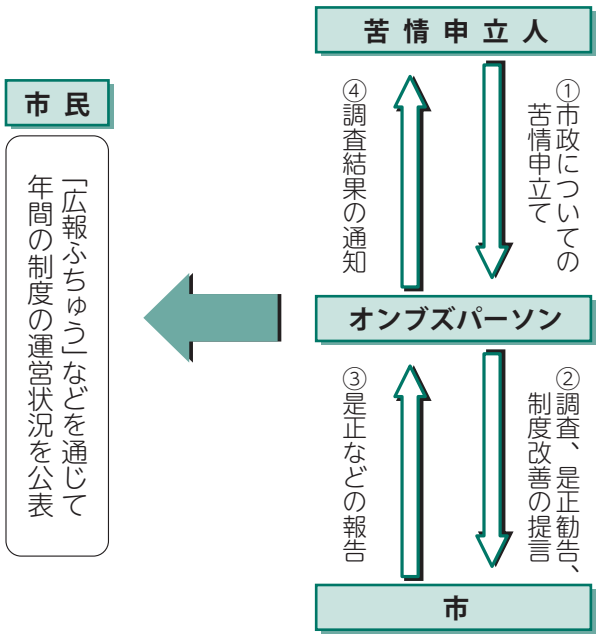 苦情申立人
①市政についての
苦情申立て
④調査結果の通知
市民
「広報ふちゅう」などを通じて
年間の制度の運営状況を公表
オンブズパーソン
②調査、是正勧告、
制度改善の提言
③是正などの報告
市